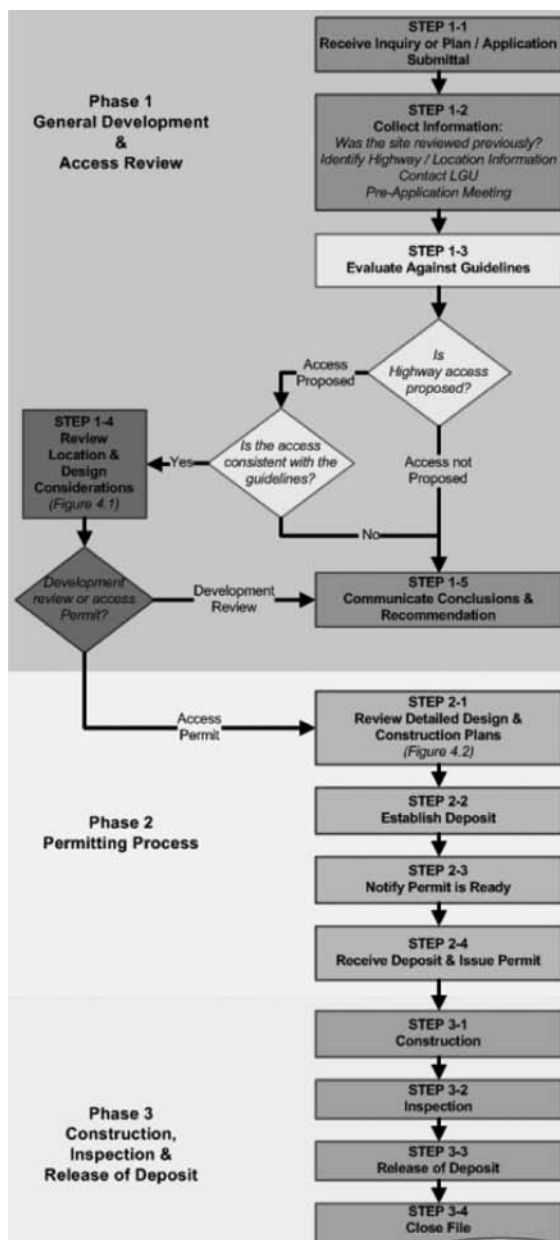 STEP 1-1
Receive Inquiry or Plan / Application
Submittal
Phase 1
General Development
&
Access Review
STEP 1-2
Collect Information:
Was the site reviewed previously?
Identify Highway / Location Information
Contact LGU
Pre-Application Meeting
STEP 1-3
Evaluate Against Guidelines
Is
Highway access
proposed?
Access
Proposed
Is the access
consistent with the
guidelines?
Yes
No
Access not
Proposed
STEP 1-4
Review
Location &
Design
Considerations
(Figure 4.1)
Development
review or access
Permit?
Development
Review
STEP 1-5
Communicate Conclusions &
Recommendation
Access
Permit
STEP 2-1
Review Detailed Design &
Construction Plans
(Figure 4.2)
Phase 2
Permitting Process
STEP 2-2
Establish Deposit
STEP 2-3
Notify Permit is Ready
STEP 2-4
Receive Deposit & Issue Permit
Phase 3
Construction,
Inspection &
Release of Deposit
STEP 3-1
Construction
STEP 3-2
Inspection
STEP 3-3
Release of Deposit
STEP 3-4
Close File